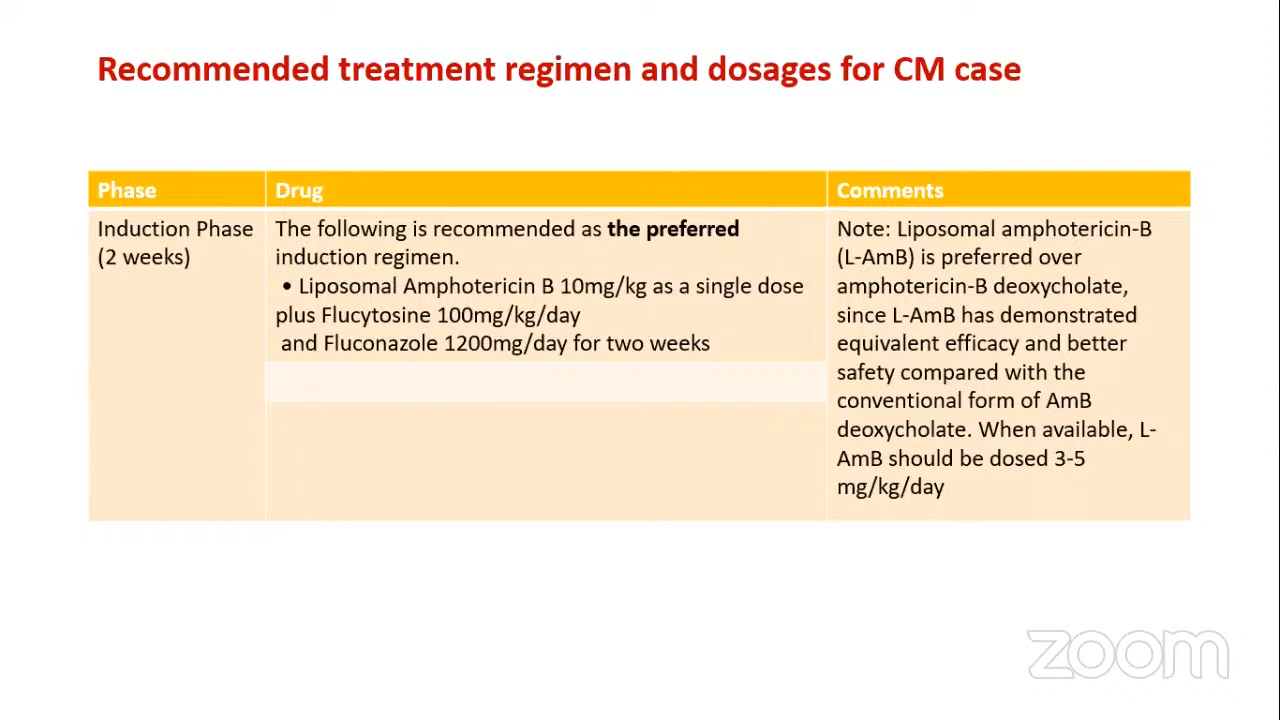 Recommended treatment regimen and dosages for CM case
Phase
Drug
Comments
Induction Phase
(2 weeks)
The following is recommended as the preferred
induction regimen.
• Liposomal Amphotericin B 10mg/kg as a single dose
plus Flucytosine 100mg/kg/day
and Fluconazole 1200mg/day for two weeks
Note: Liposomal amphotericin-B
(L-AmB) is preferred over
amphotericin-B deoxycholate,
since L-AmB has demonstrated
equivalent efficacy and better
safety compared with the
conventional form of AmB
deoxycholate. When available, L-
AmB should be dosed 3-5
mg/kg/day
zoom